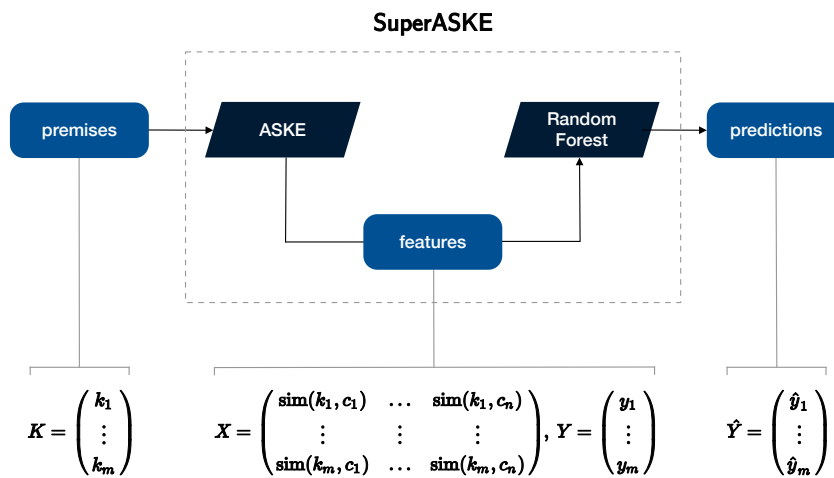 SuperASKE
premises
ASKE
Random
Forest
predictions
features
K = ( k₁ ⋮ kₘ )
X = ( sim(k₁, c₁) … sim(k₁, cₙ) ⋮ ⋮ ⋮ sim(kₘ, c₁) … sim(kₘ, cₙ) ), Y = ( y₁ ⋮ yₘ )
Ŷ = ( ŷ₁ ⋮ ŷₘ )